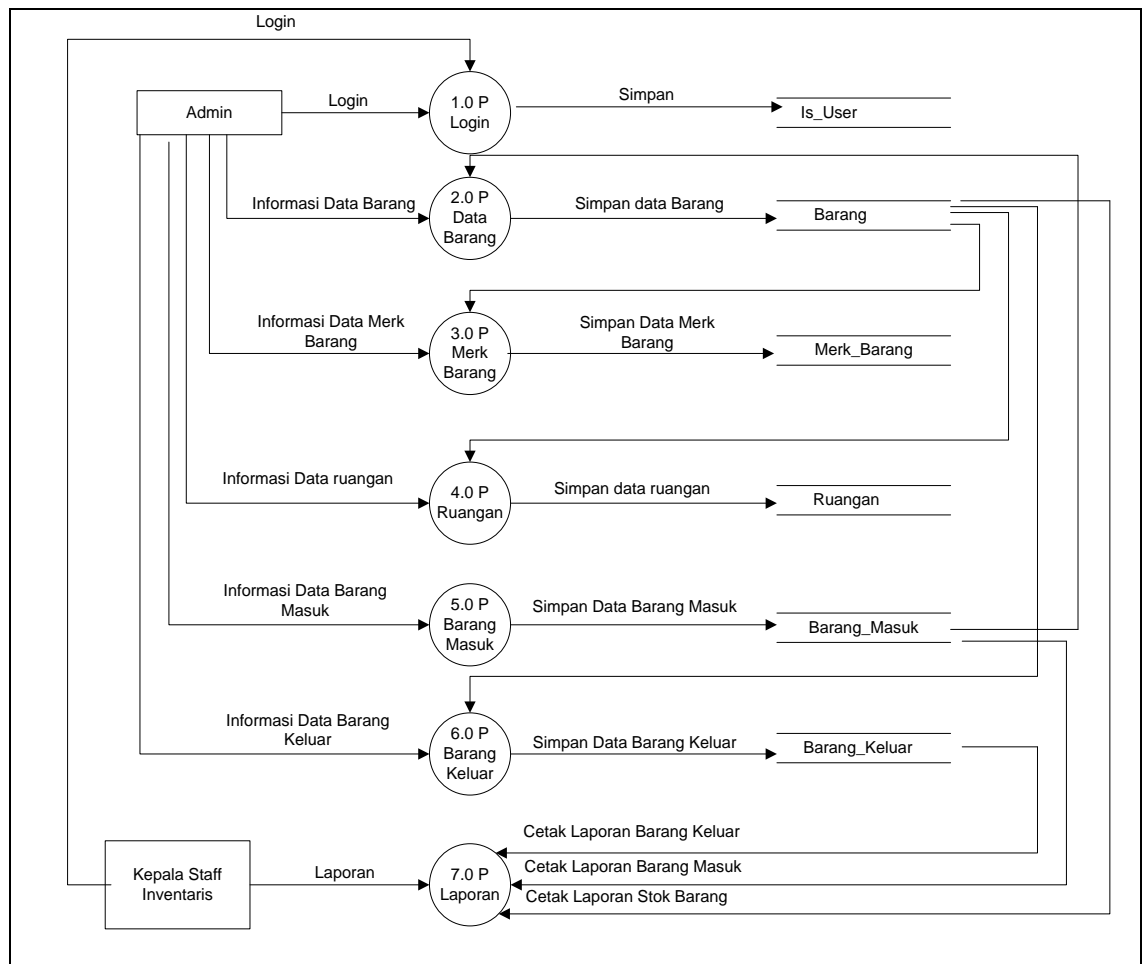 Login
Admin
Login
1.0 P
Login
Simpan
Is_User
Informasi Data Barang
2.0 P
Data
Barang
Simpan data Barang
Barang
Informasi Data Merk
Barang
3.0 P
Merk
Barang
Simpan Data Merk
Barang
Merk_Barang
Informasi Data ruangan
4.0 P
Ruangan
Simpan data ruangan
Ruangan
Informasi Data Barang
Masuk
5.0 P
Barang
Masuk
Simpan Data Barang Masuk
Barang_Masuk
Informasi Data Barang
Keluar
6.0 P
Barang
Keluar
Simpan Data Barang Keluar
Barang_Keluar
Kepala Staff
Inventaris
Laporan
7.0 P
Laporan
Cetak Laporan Barang Keluar
Cetak Laporan Barang Masuk
Cetak Laporan Stok Barang